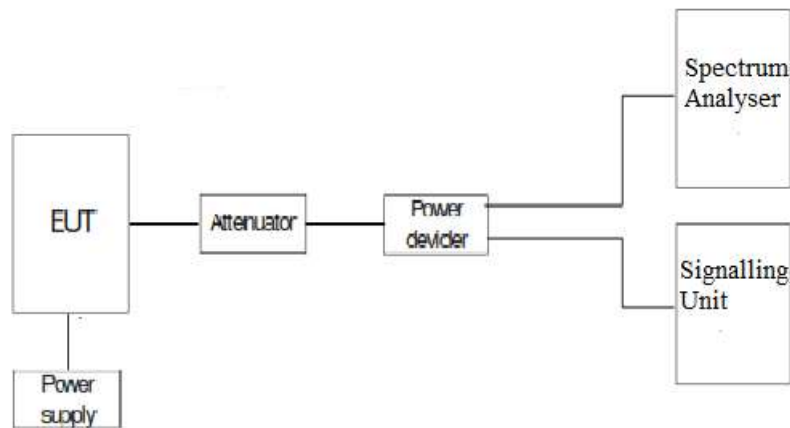 Spectrum
Analyser
EUT
Attenuator
Power
devider
Signalling
Unit
Power
supply